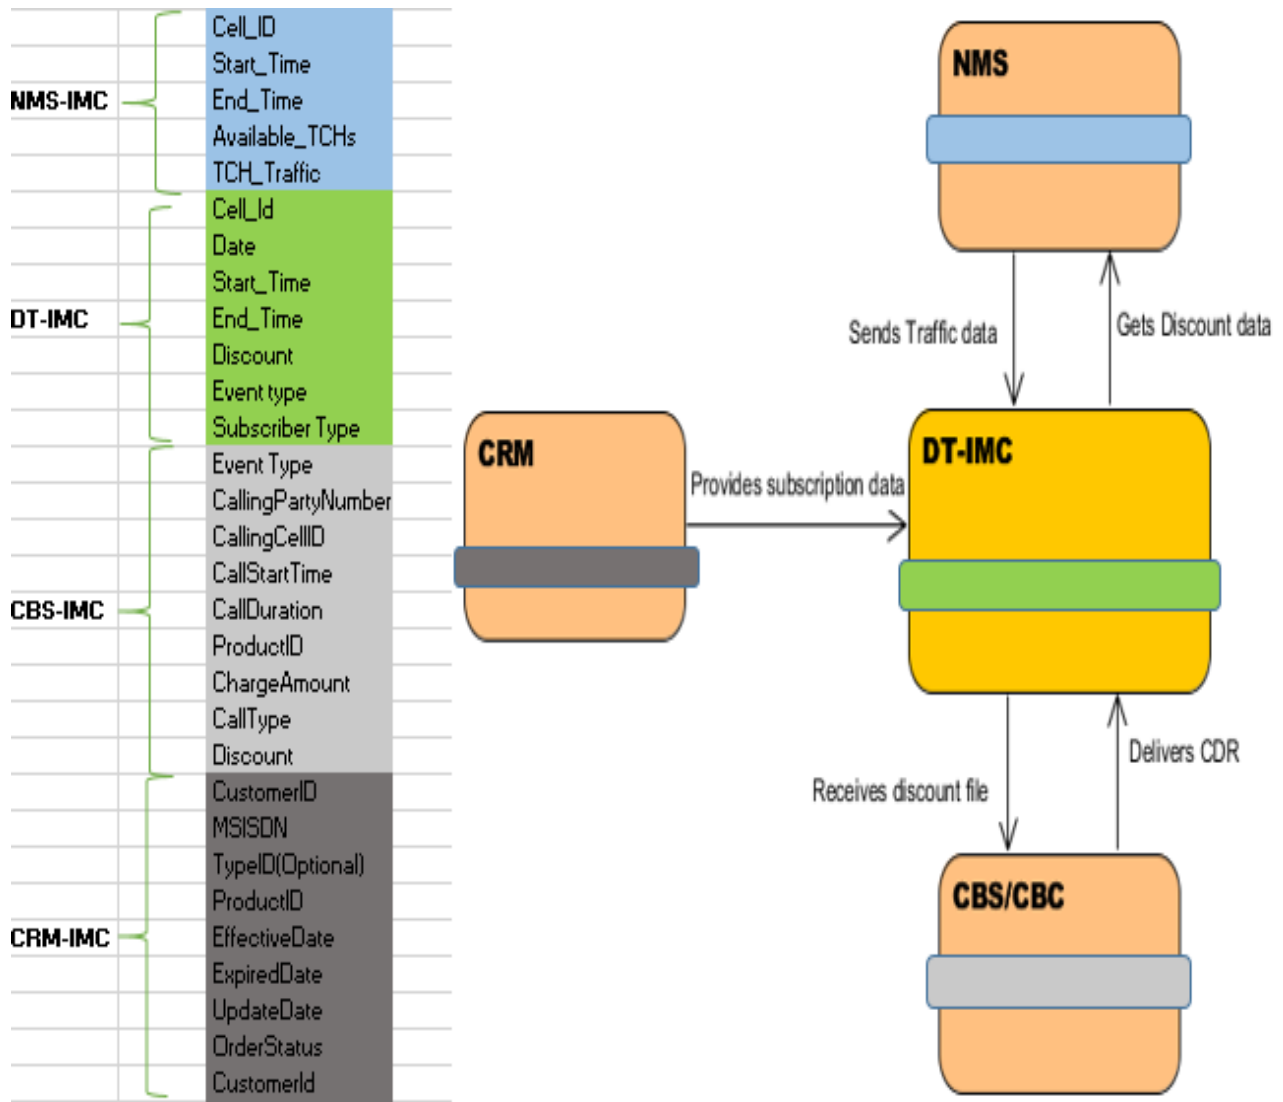 NMS-IMC
Cell_ID
Start_Time
End_Time
Available_TCHs
TCH_Traffic
DT-IMC
Cell_Id
Date
Start_Time
End_Time
Discount
Event type
Subscriber Type
CBS-IMC
Event Type
CallingPartyNumber
CallingCellID
CallStartTime
CallDuration
ProductID
ChargeAmount
CallType
Discount
CRM-IMC
CustomerID
MSISDN
TypeID(Optional)
ProductID
EffectiveDate
ExpiredDate
UpdateDate
OrderStatus
CustomerId
NMS
Sends Traffic data
Gets Discount data
CRM
Provides subscription data
DT-IMC
Receives discount file
Delivers CDR
CBS/CBC